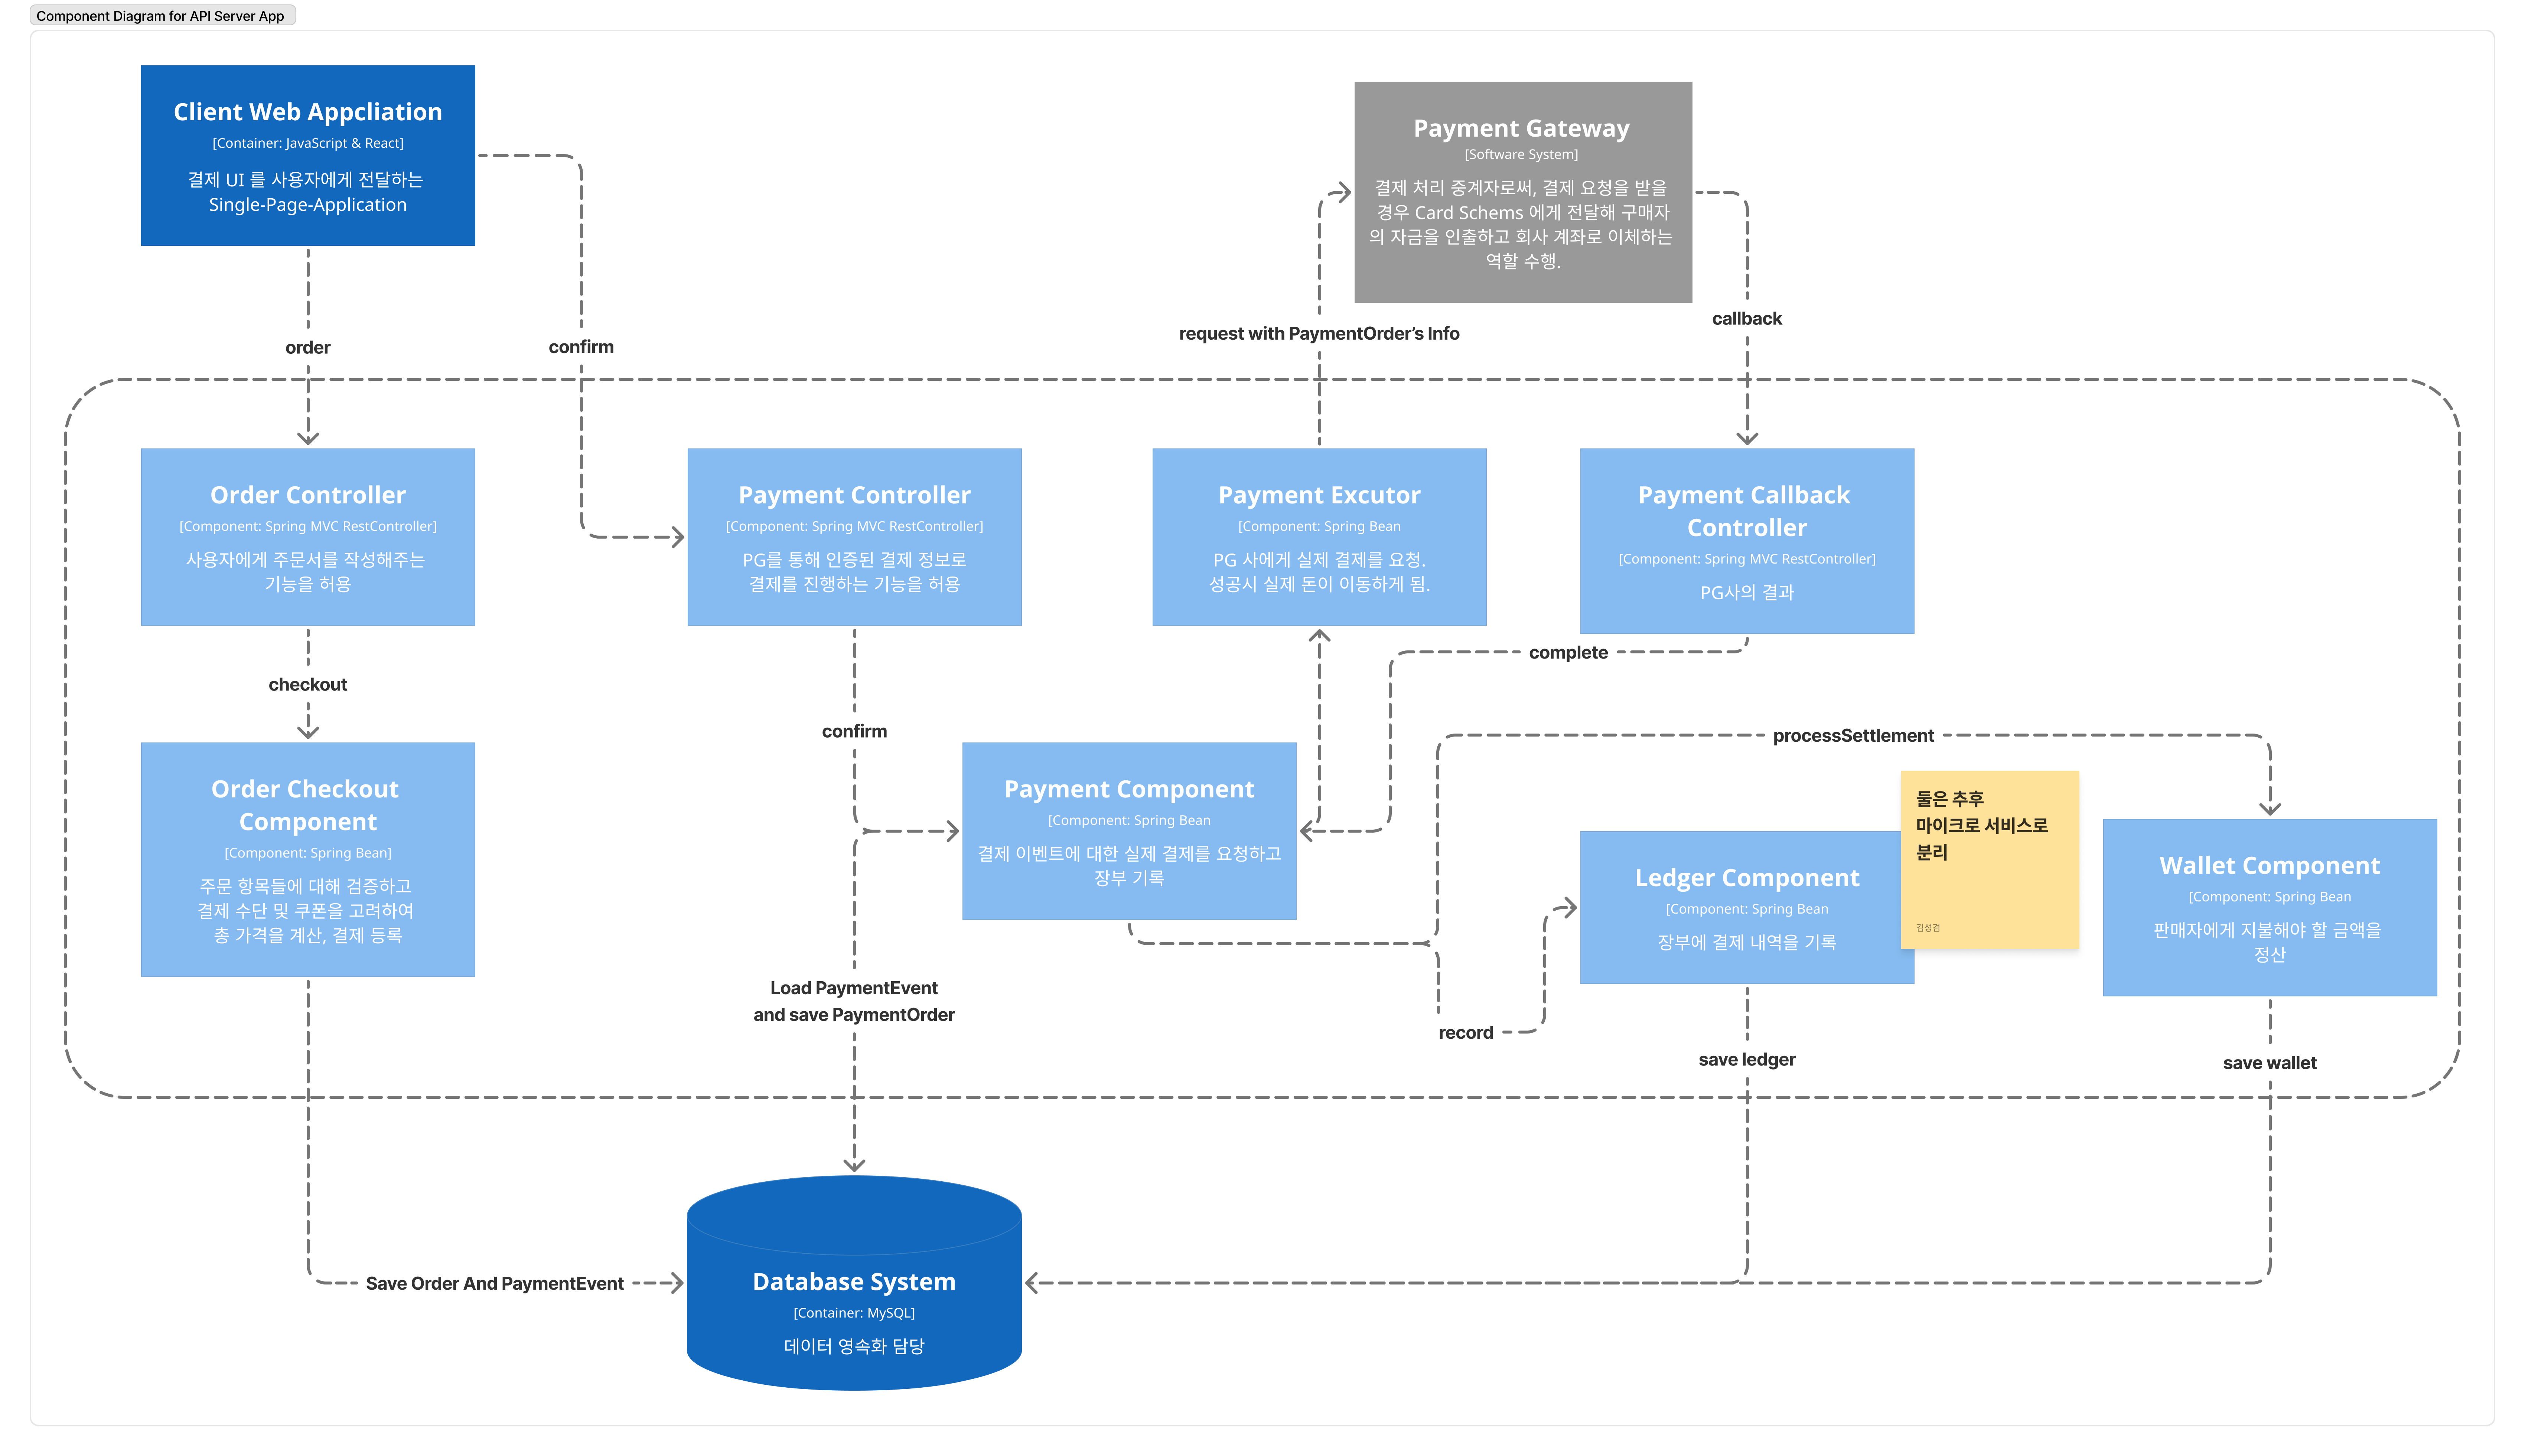 Component Diagram for API Server App
Client Web Appcliation
[Container: JavaScript & React]
결제 UI 를 사용자에게 전달하는
Single-Page-Application
Payment Gateway
[Software System]
결제 처리 중계자로써, 결제 요청을 받을
경우 Card Schems 에게 전달해 구매자
의 자금을 인출하고 회사 계좌로 이체하는
역할 수행.
order
confirm
request with PaymentOrder’s Info
callback
Order Controller
[Component: Spring MVC RestController]
사용자에게 주문서를 작성해주는
기능을 허용
Payment Controller
[Component: Spring MVC RestController]
PG를 통해 인증된 결제 정보로
결제를 진행하는 기능을 허용
Payment Excutor
[Component: Spring Bean
PG 사에게 실제 결제를 요청.
성공시 실제 돈이 이동하게 됨.
Payment Callback
Controller
[Component: Spring MVC RestController]
PG사의 결과
checkout
confirm
complete
processSettlement
Order Checkout
Component
[Component: Spring Bean]
주문 항목들에 대해 검증하고
결제 수단 및 쿠폰을 고려하여
총 가격을 계산, 결제 등록
Payment Component
[Component: Spring Bean
결제 이벤트에 대한 실제 결제를 요청하고
장부 기록
Ledger Component
[Component: Spring Bean
장부에 결제 내역을 기록
둘은 추후
마이크로 서비스로
분리
김성겸
Wallet Component
[Component: Spring Bean
판매자에게 지불해야 할 금액을
정산
Load PaymentEvent
and save PaymentOrder
record
save ledger
save wallet
Save Order And PaymentEvent
Database System
[Container: MySQL]
데이터 영속화 담당